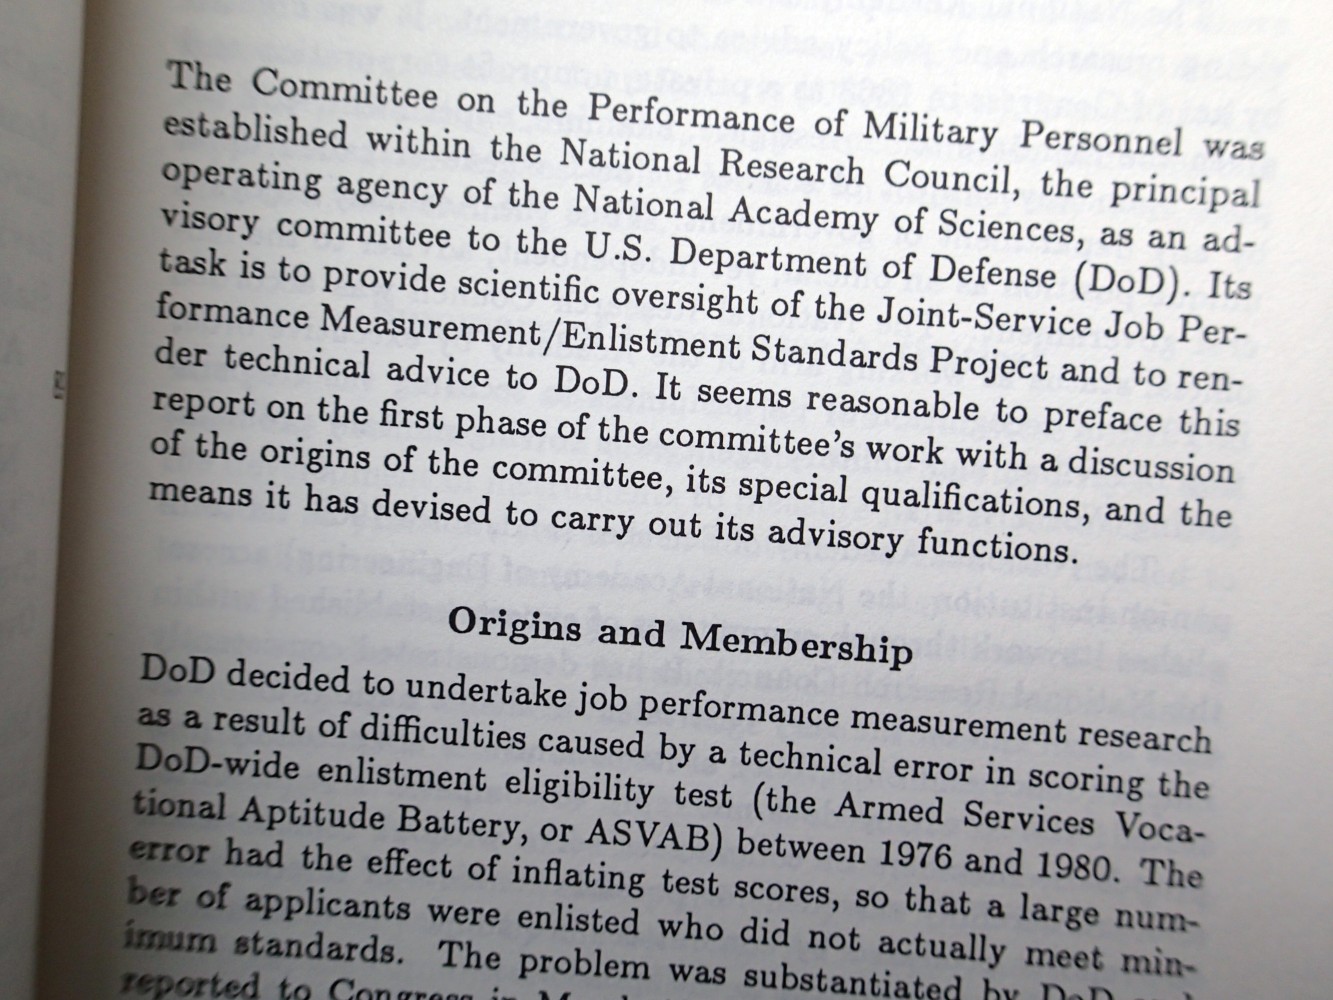 The Committee on the Performance of Military Personnel was
established within the National Research Council, the principal
operating agency of the National Academy of Sciences, as an ad-
visory committee to the U.S. Department of Defense (DoD). Its
task is to provide scientific oversight of the Joint-Service Job Per-
formance Measurement/Enlistment Standards Project and to ren-
der technical advice to DoD. It seems reasonable to preface this
report on the first phase of the committee's work with a discussion
of the origins of the committee, its special qualifications, and the
means it has devised to carry out its advisory functions.
Origins and Membership
DoD decided to undertake job performance measurement research
as a result of difficulties caused by a technical error in scoring the
DoD-wide enlistment eligibility test (the Armed Services Voca-
tional Aptitude Battery, or ASVAB) between 1976 and 1980. The
error had the effect of inflating test scores, so that a large num-
ber of applicants were enlisted who did not actually meet min-
imum standards. The problem was substantiated by DoD and
reported to Congress in